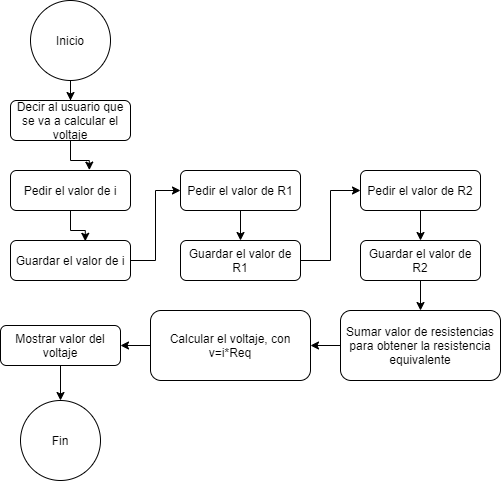 Inicio
Decir al usuario que
se va a calcular el
voltaje
Pedir el valor de i
Guardar el valor de i
Pedir el valor de R1
Guardar el valor de
R1
Pedir el valor de R2
Guardar el valor de
R2
Sumar valor de resistencias
para obtener la resistencia
equivalente
Calcular el voltaje, con
v=i*Req
Mostrar valor del
voltaje
Fin